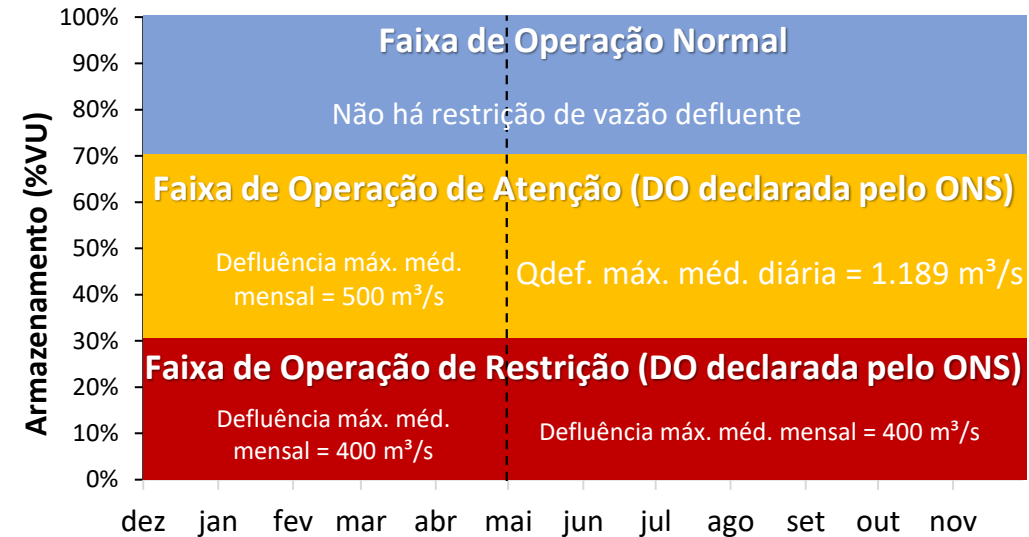 100%
90%
80%
70%
60%
50%
40%
30%
20%
10%
0%
Armazenamento (%VU)
Faixa de Operação Normal
Não há restrição de vazão defluente
Faixa de Operação de Atenção (DO declarada pelo ONS)
Defluência máx. méd.
mensal = 500 m³/s
Qdef. máx. méd. diária = 1.189 m³/s
Faixa de Operação de Restrição (DO declarada pelo ONS)
Defluência máx. méd.
mensal = 400 m³/s
Defluência máx. méd. mensal = 400 m³/s
dez jan fev mar abr mai jun jul ago set out nov